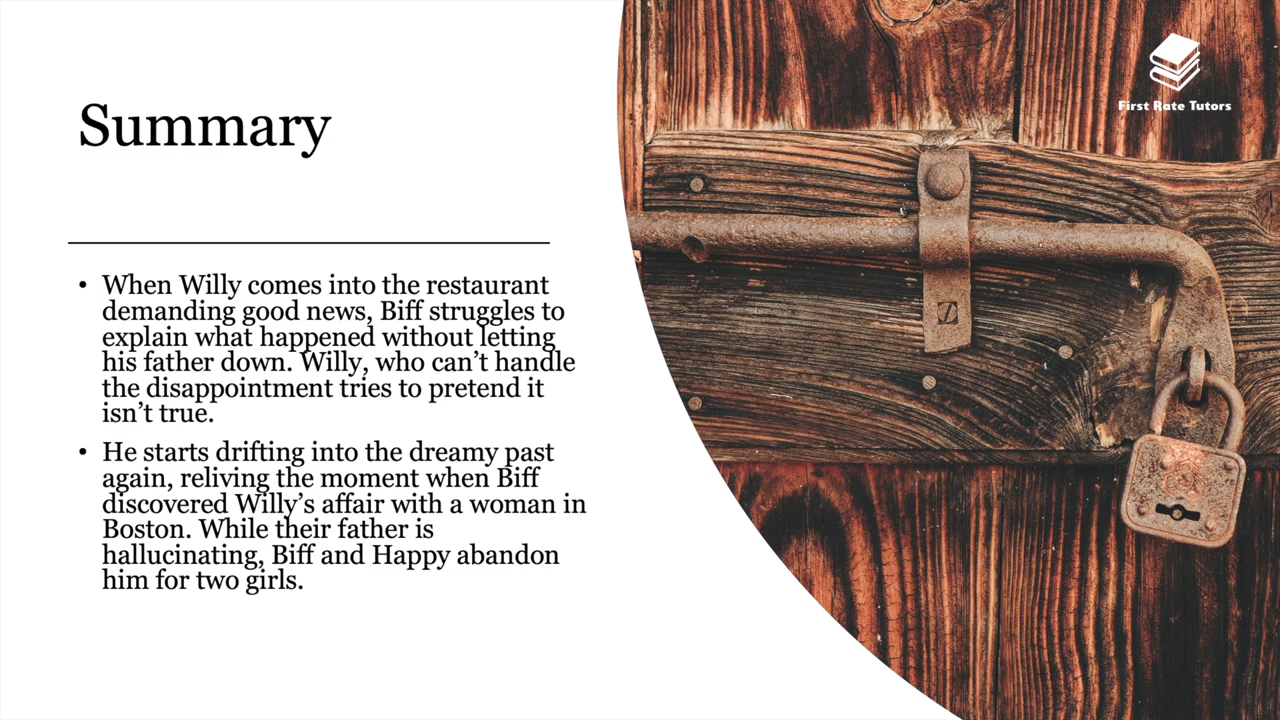 First Rate Tutors
Summary
• When Willy comes into the restaurant
demanding good news, Biff struggles to
explain what happened without letting
his father down. Willy, who can’t handle
the disappointment tries to pretend it
isn’t true.
• He starts drifting into the dreamy past
again, reliving the moment when Biff
discovered Willy’s affair with a woman in
Boston. While their father is
hallucinating, Biff and Happy abandon
him for two girls.